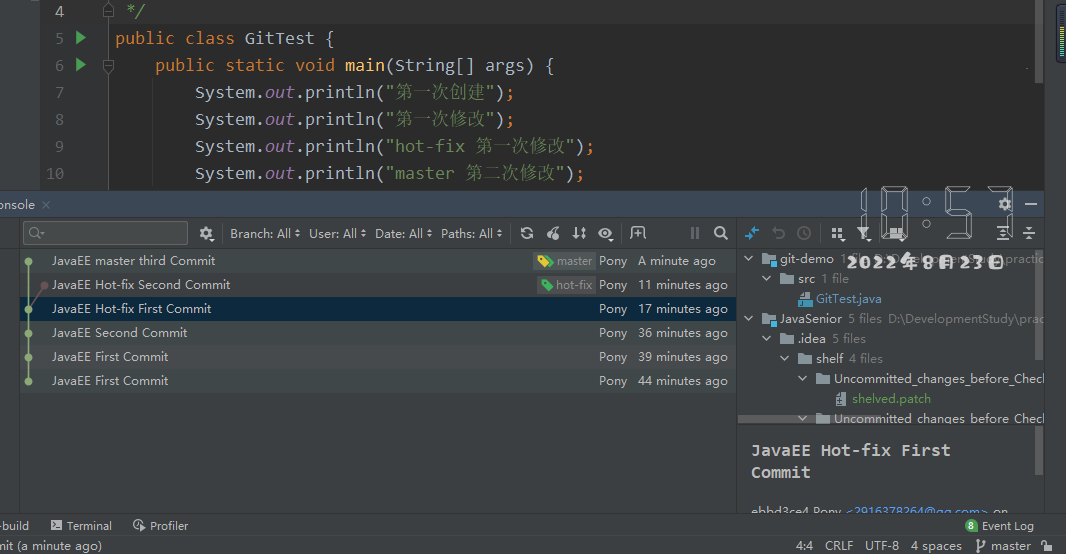 4 */
5 public class GitTest {
6 public static void main(String[] args) {
7 System.out.println("第一次创建");
8 System.out.println("第一次修改");
9 System.out.println("hot-fix 第一次修改");
10 System.out.println("master 第二次修改");
onsole ×
10:53
Branch: All User: All Date: All Paths: All
2022年8月23日
JavaEE master third Commit master Pony A minute ago
JavaEE Hot-fix Second Commit hot-fix Pony 11 minutes ago
JavaEE Hot-fix First Commit Pony 17 minutes ago
JavaEE Second Commit Pony 36 minutes ago
JavaEE First Commit Pony 39 minutes ago
JavaEE First Commit Pony 44 minutes ago
git-demo 1 file D:\DevelopmentStudy\practic
src 1 file
GitTest.java
JavaSenior 5 files D:\DevelopmentStudy\prac
.idea 5 files
shelf 4 files
Uncommitted_changes_before_Checl
shelved.patch
Uncommitted_changes_before_Checl
JavaEE Hot-fix First
Commit
ebbd3ce4 Pony <2916378264@qq.com> on
-build Terminal Profiler 8 Event Log
mit (a minute ago) 4:4 CRLF UTF-8 4 spaces master